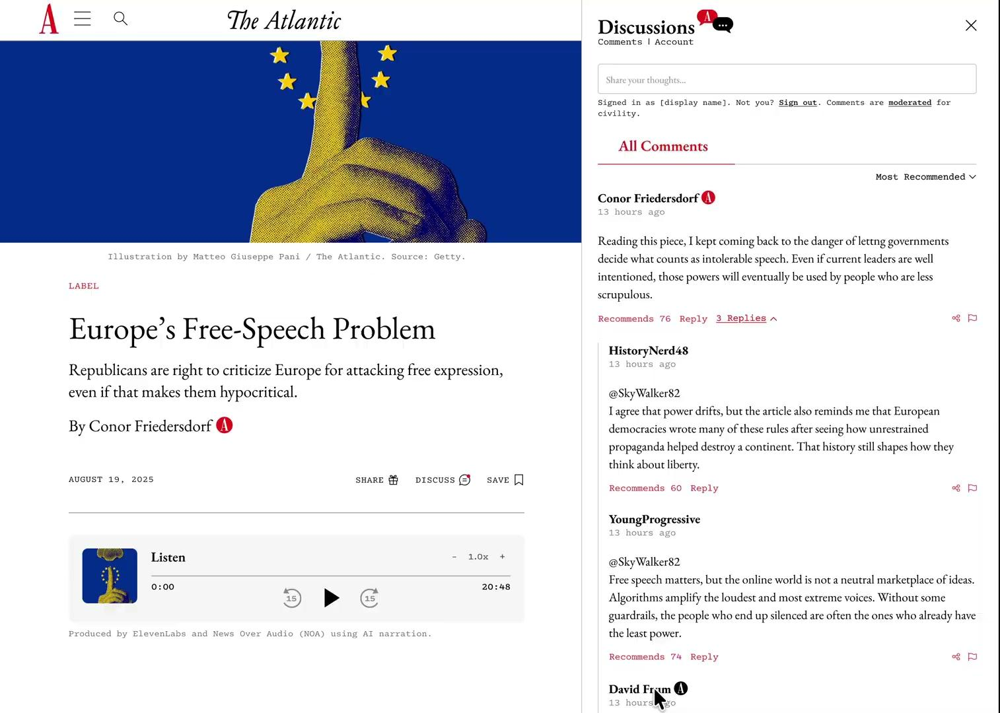 A
The Atlantic
Illustration by Matteo Giuseppe Pani / The Atlantic. Source: Getty.
LABEL
Europe’s Free-Speech Problem
Republicans are right to criticize Europe for attacking free expression,
even if that makes them hypocritical.
By Conor Friedersdorf A
AUGUST 19, 2025
SHARE DISCUSS SAVE
Listen
- 1.0x +
0:00 20:48
15 15
Produced by ElevenLabs and News Over Audio (NOA) using AI narration.
Discussions A ...
Comments | Account
Share your thoughts...
Signed in as [display name]. Not you? Sign out. Comments are moderated for
civility.
All Comments
Most Recommended
Conor Friedersdorf A
13 hours ago
Reading this piece, I kept coming back to the danger of lettng governments
decide what counts as intolerable speech. Even if current leaders are well
intentioned, those powers will eventually be used by people who are less
scrupulous.
Recommends 76 Reply 3 Replies
HistoryNerd48
13 hours ago
@SkyWalker82
I agree that power drifts, but the article also reminds me that European
democracies wrote many of these rules after seeing how unrestrained
propaganda helped destroy a continent. That history still shapes how they
think about liberty.
Recommends 60 Reply
YoungProgressive
13 hours ago
@SkyWalker82
Free speech matters, but the online world is not a neutral marketplace of ideas.
Algorithms amplify the loudest and most extreme voices. Without some
guardrails, the people who end up silenced are often the ones who already have
the least power.
Recommends 74 Reply
David Frum A
13 hours ago